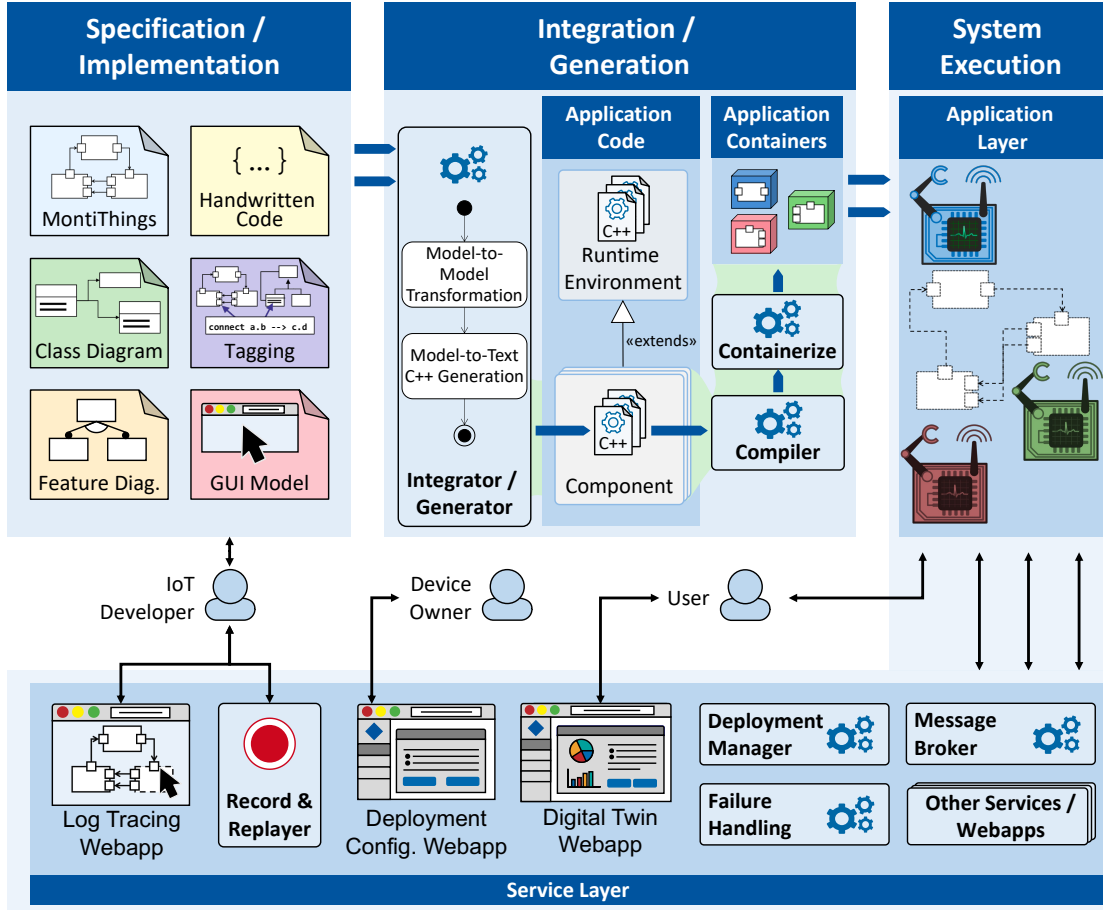 Specification /
Implementation
MontiThings
{ ... }
Handwritten
Code
Class Diagram
connect a.b --> c.d
Tagging
Feature Diag.
GUI Model
Integration /
Generation
Model-to-
Model
Transformation
Model-to-Text
C++ Generation
Integrator /
Generator
Application
Code
C++
Runtime
Environment
«extends»
C++
Component
Application
Containers
Containerize
Compiler
System
Execution
Application
Layer
IoT
Developer
Device
Owner
User
Log Tracing
Webapp
Record &
Replayer
Deployment
Config. Webapp
Digital Twin
Webapp
Deployment
Manager
Message
Broker
Failure
Handling
Other Services /
Webapps
Service Layer